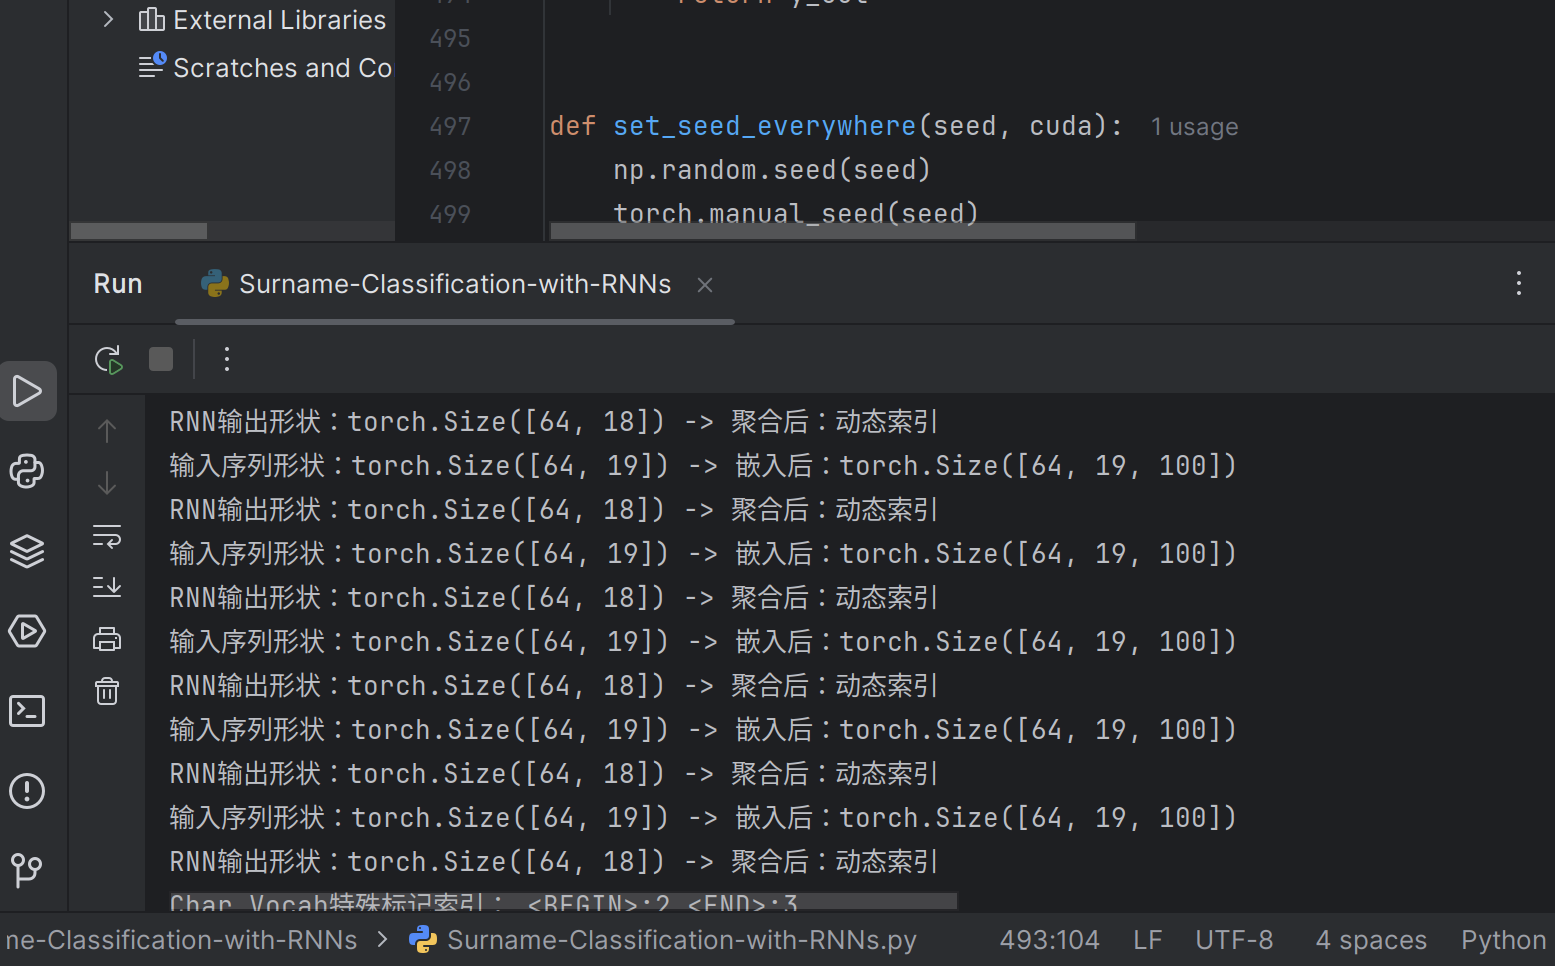 External Libraries
Scratches and Co
495
496
497 def set_seed_everywhere(seed, cuda): 1 usage
498 np.random.seed(seed)
499 torch.manual_seed(seed)
Run Surname-Classification-with-RNNs
RNN输出形状：torch.Size([64, 18]) -> 聚合后：动态索引
输入序列形状：torch.Size([64, 19]) -> 嵌入后：torch.Size([64, 19, 100])
RNN输出形状：torch.Size([64, 18]) -> 聚合后：动态索引
输入序列形状：torch.Size([64, 19]) -> 嵌入后：torch.Size([64, 19, 100])
RNN输出形状：torch.Size([64, 18]) -> 聚合后：动态索引
输入序列形状：torch.Size([64, 19]) -> 嵌入后：torch.Size([64, 19, 100])
RNN输出形状：torch.Size([64, 18]) -> 聚合后：动态索引
输入序列形状：torch.Size([64, 19]) -> 嵌入后：torch.Size([64, 19, 100])
RNN输出形状：torch.Size([64, 18]) -> 聚合后：动态索引
输入序列形状：torch.Size([64, 19]) -> 嵌入后：torch.Size([64, 19, 100])
RNN输出形状：torch.Size([64, 18]) -> 聚合后：动态索引
Char Vocab特殊标记索引： <BEGIN>:2 <END>:3
me-Classification-with-RNNs > Surname-Classification-with-RNNs.py 493:104 LF UTF-8 4 spaces Python